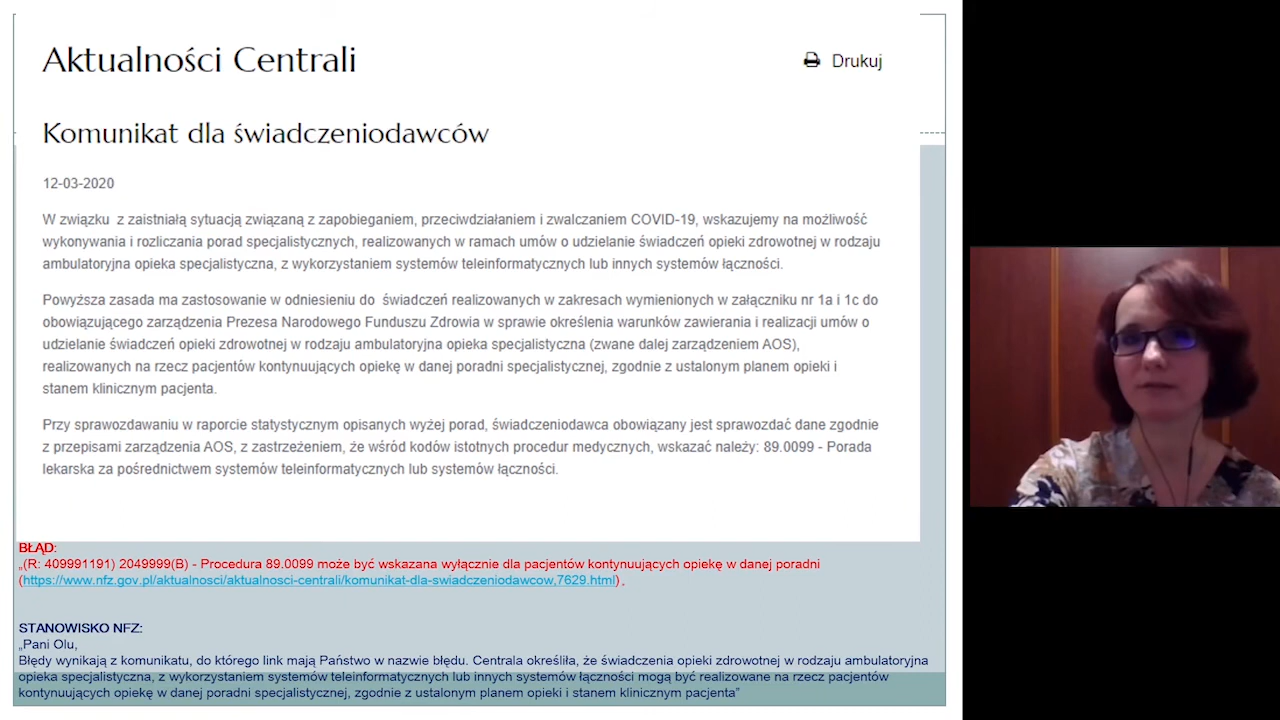 Aktualności Centrali
Drukuj
Komunikat dla świadczeniodawców
12-03-2020
W związku z zaistniałą sytuacją związaną z zapobieganiem, przeciwdziałaniem i zwalczaniem COVID-19, wskazujemy na możliwość
wykonywania i rozliczania porad specjalistycznych, realizowanych w ramach umów o udzielanie świadczeń opieki zdrowotnej w rodzaju
ambulatoryjna opieka specjalistyczna, z wykorzystaniem systemów teleinformatycznych lub innych systemów łączności.
Powyższa zasada ma zastosowanie w odniesieniu do świadczeń realizowanych w zakresach wymienionych w załączniku nr 1a i 1c do
obowiązującego zarządzenia Prezesa Narodowego Funduszu Zdrowia w sprawie określenia warunków zawierania i realizacji umów o
udzielanie świadczeń opieki zdrowotnej w rodzaju ambulatoryjna opieka specjalistyczna (zwane dalej zarządzeniem AOS),
realizowanych na rzecz pacjentów kontynuujących opiekę w danej poradni specjalistycznej, zgodnie z ustalonym planem opieki i
stanem klinicznym pacjenta.
Przy sprawozdawaniu w raporcie statystycznym opisanych wyżej porad, świadczeniodawca obowiązany jest sprawozdać dane zgodnie
z przepisami zarządzenia AOS, z zastrzeżeniem, że wśród kodów istotnych procedur medycznych, wskazać należy: 89.0099 - Porada
lekarska za pośrednictwem systemów teleinformatycznych lub systemów łączności.
BŁĄD:
„(R: 409991191) 2049999(B) - Procedura 89.0099 może być wskazana wyłącznie dla pacjentów kontynuujących opiekę w danej poradni
(https://www.nfz.gov.pl/aktualnosci/aktualnosci-centrali/komunikat-dla-swiadczeniodawcow,7629.html) ,
STANOWISKO NFZ:
„Pani Olu,
Błędy wynikają z komunikatu, do którego link mają Państwo w nazwie błędu. Centrala określiła, że świadczenia opieki zdrowotnej w rodzaju ambulatoryjna
opieka specjalistyczna, z wykorzystaniem systemów teleinformatycznych lub innych systemów łączności mogą być realizowane na rzecz pacjentów
kontynuujących opiekę w danej poradni specjalistycznej, zgodnie z ustalonym planem opieki i stanem klinicznym pacjenta”